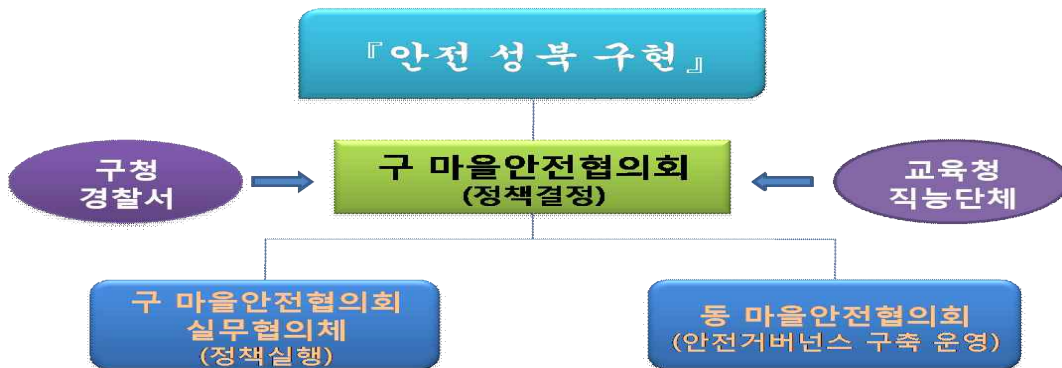 『안전 성북 구현』
구청
경찰서
구 마을안전협의회
(정책결정)
교육청
직능단체
구 마을안전협의회
실무협의체
(정책실행)
동 마을안전협의회
(안전거버넌스 구축 운영)